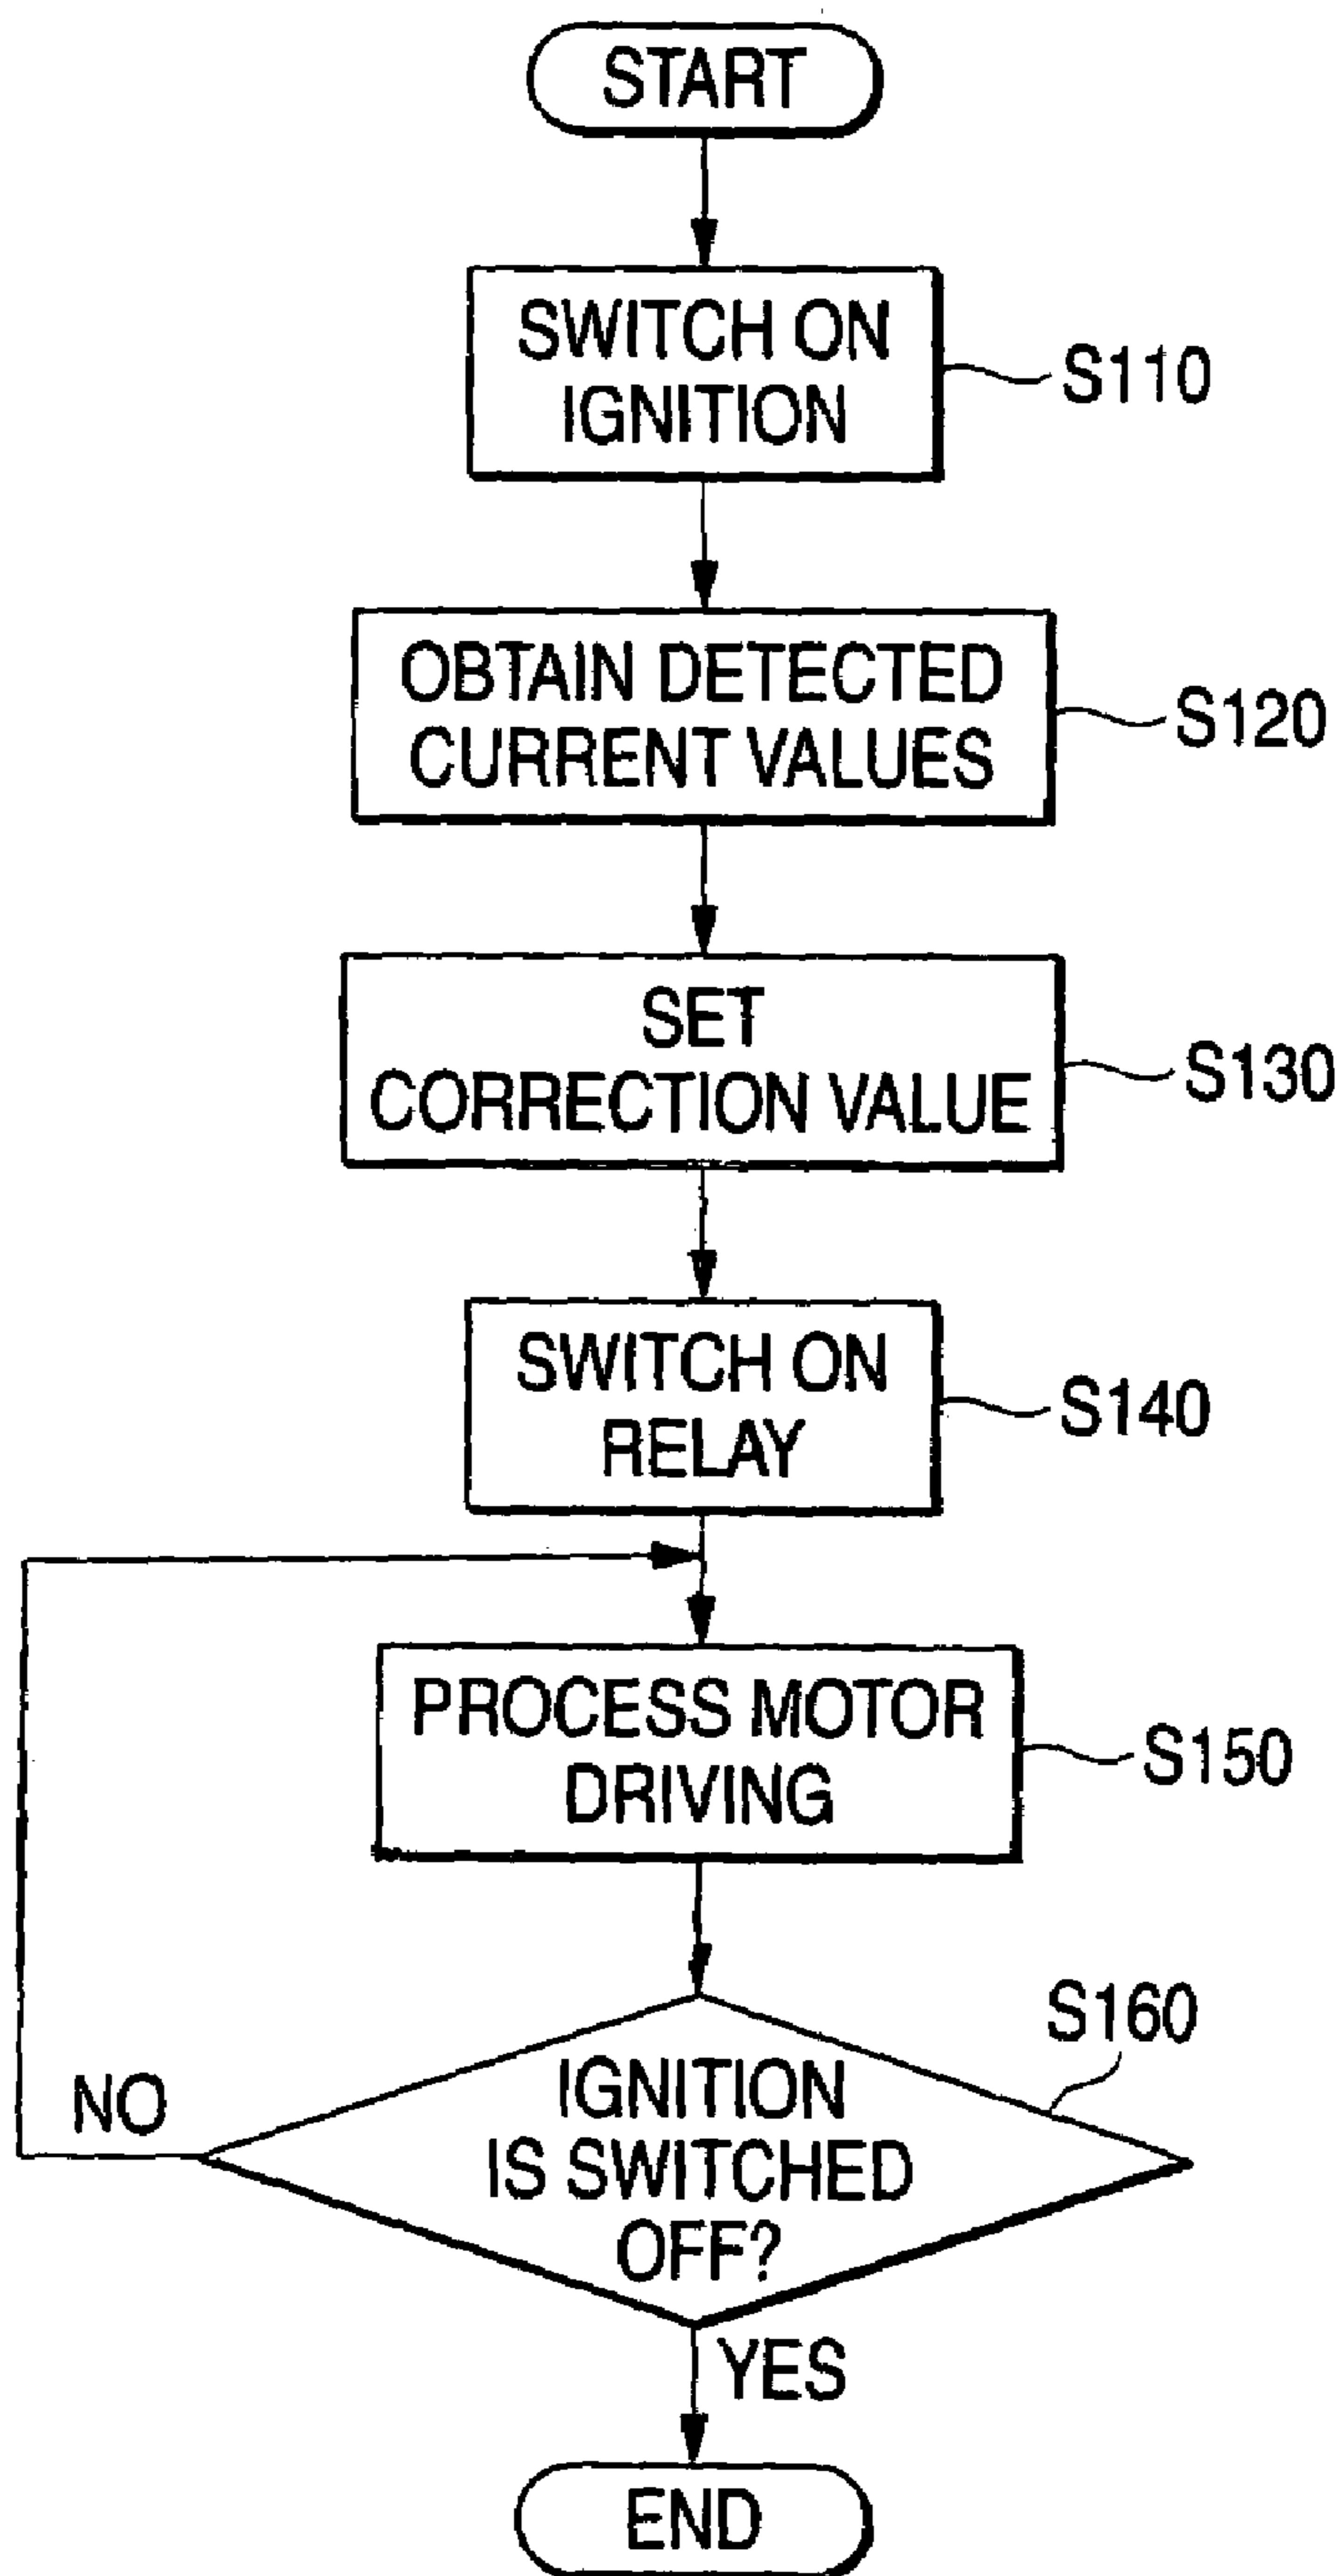 START
SWITCH ON
IGNITION
S110
OBTAIN DETECTED
CURRENT VALUES
S120
SET
CORRECTION VALUE
S130
SWITCH ON
RELAY
S140
PROCESS MOTOR
DRIVING
S150
S160
IGNITION
IS SWITCHED
OFF?
NO
YES
END